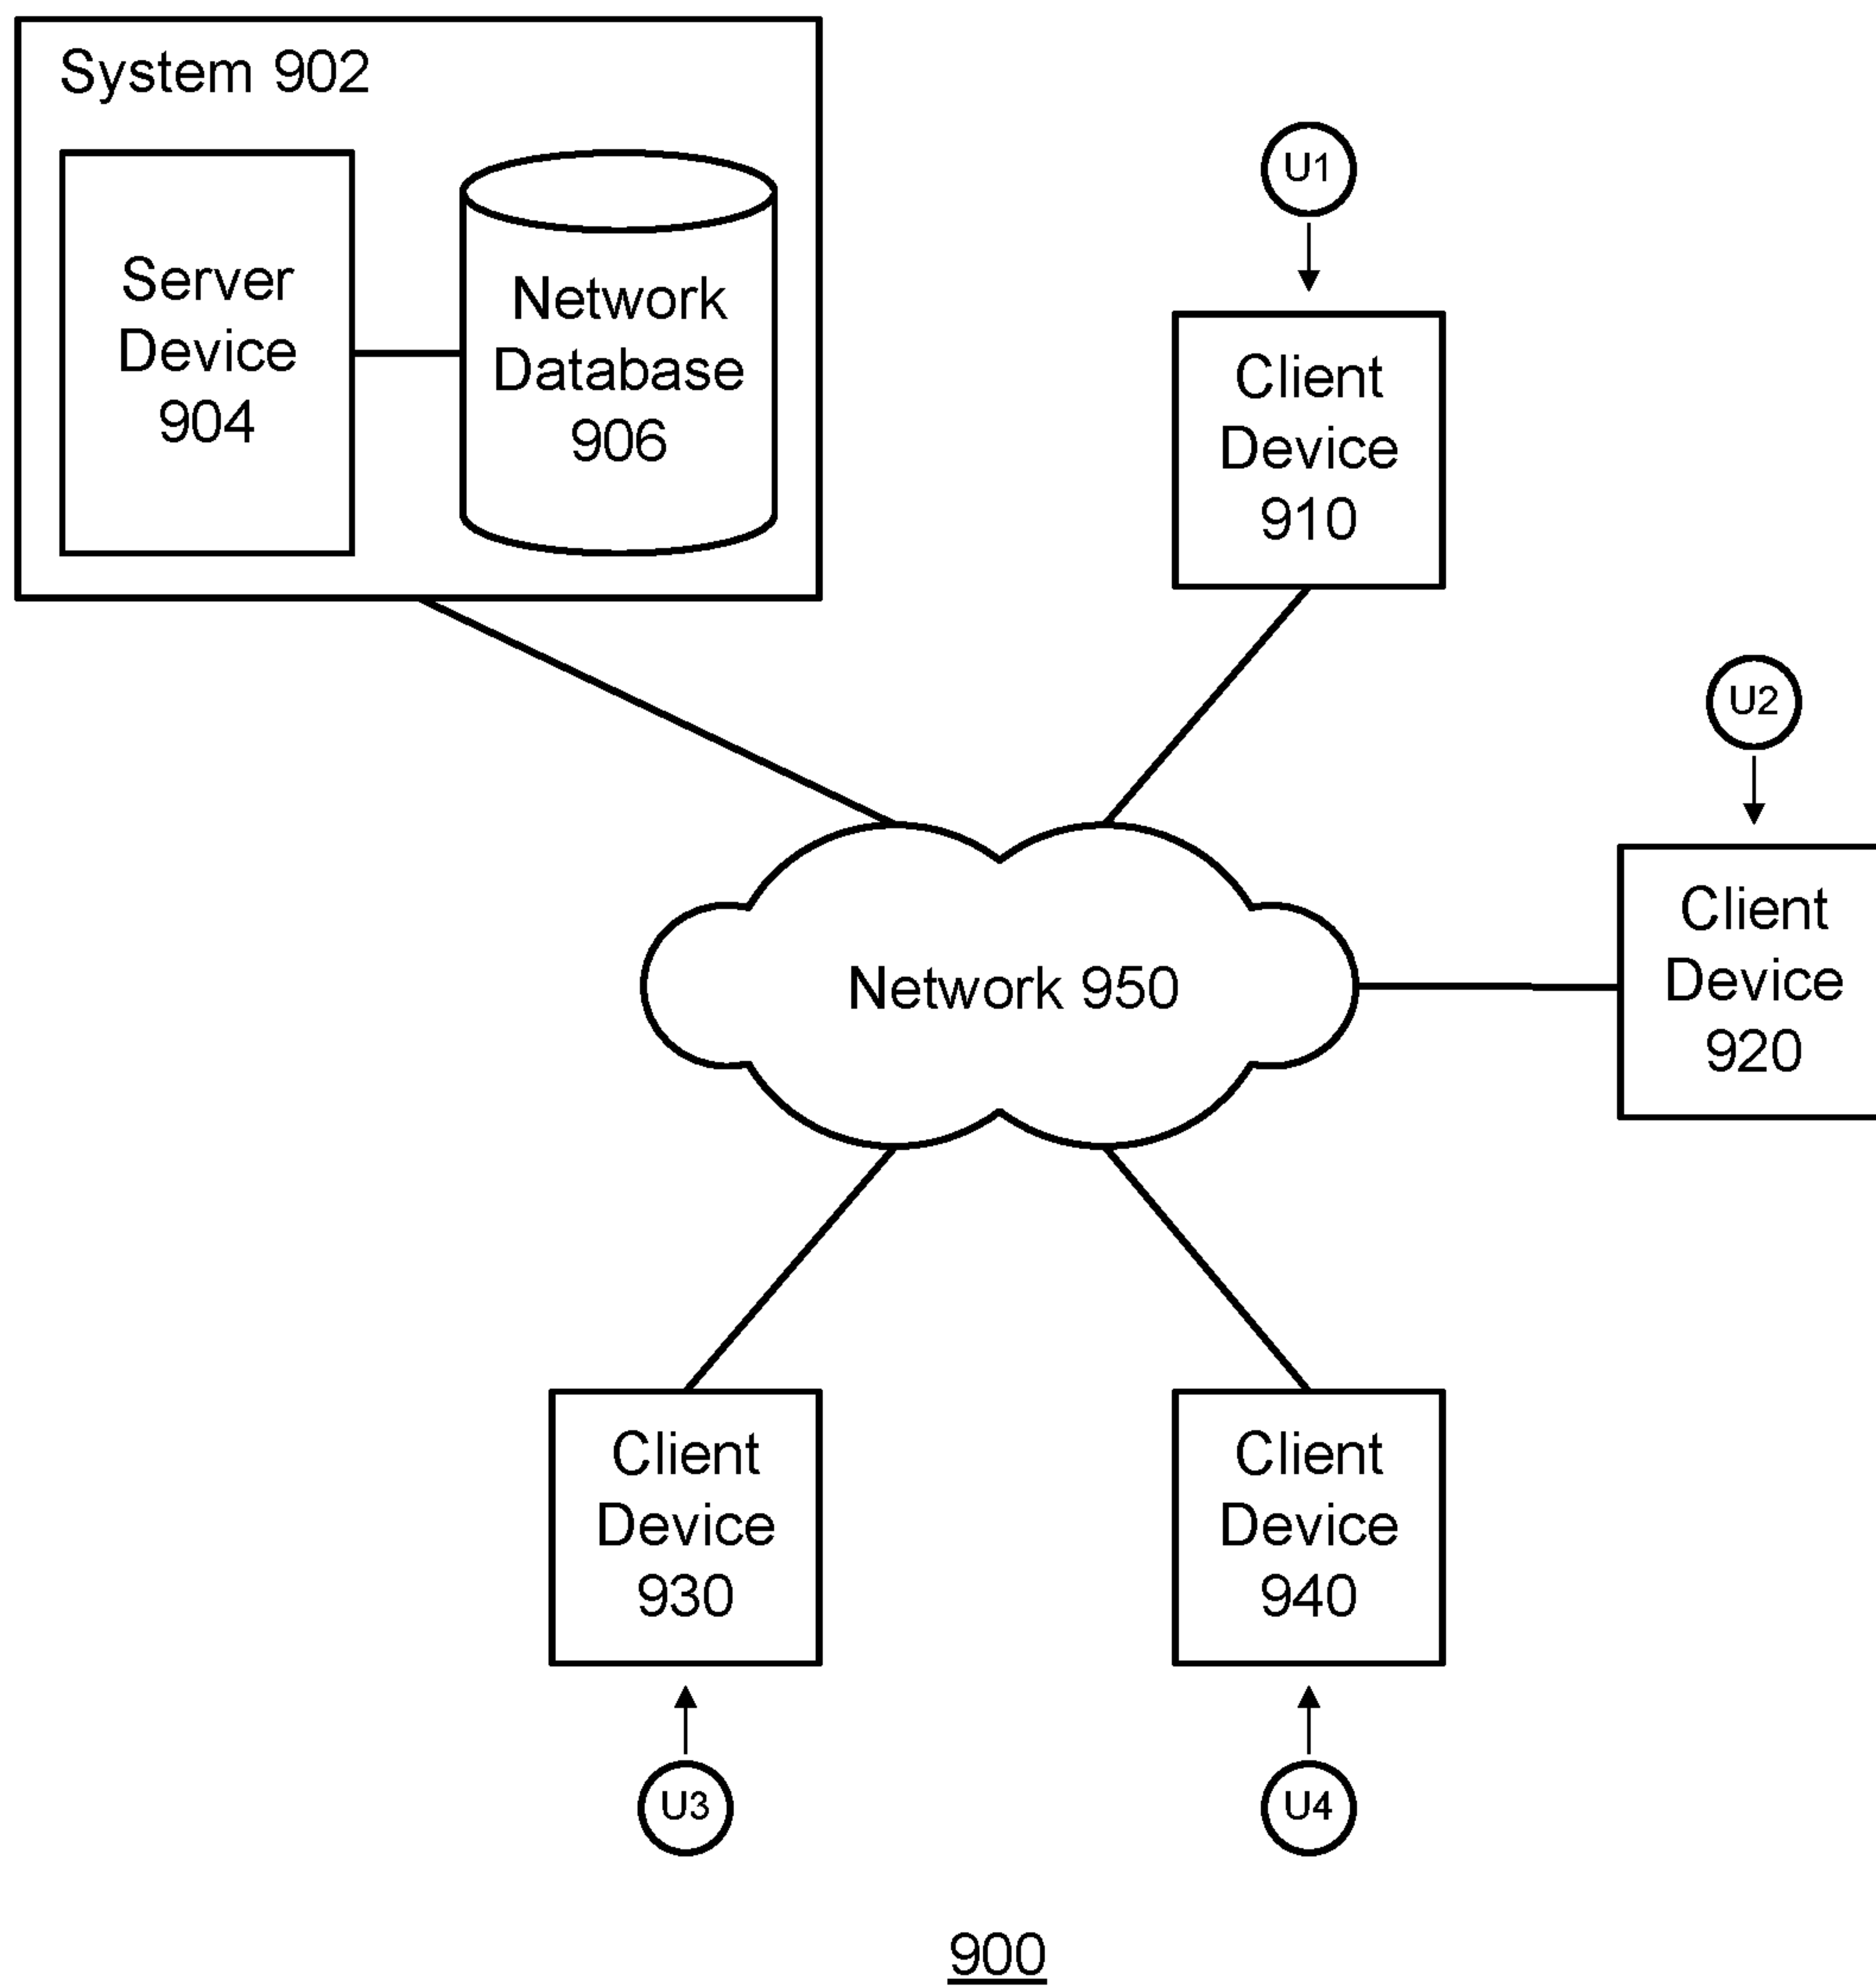 System 902
Server
Device
904
Network
Database
906
U1
Client
Device
910
U2
Client
Device
920
Network 950
Client
Device
930
Client
Device
940
U3
U4
900